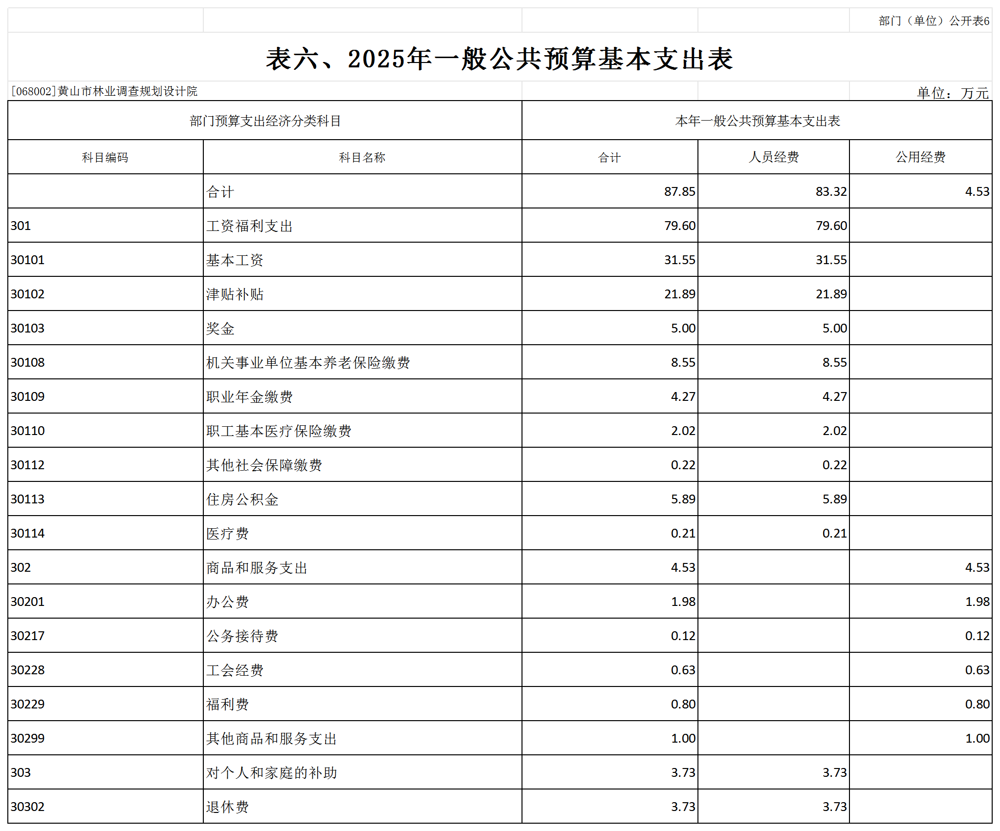 部门（单位）公开表6
表六、2025年一般公共预算基本支出表
[068002]黄山市林业调查规划设计院 单位：万元
部门预算支出经济分类科目 本年一般公共预算基本支出表
科目编码 科目名称 合计 人员经费 公用经费
合计 87.85 83.32 4.53
301 工资福利支出 79.60 79.60
30101 基本工资 31.55 31.55
30102 津贴补贴 21.89 21.89
30103 奖金 5.00 5.00
30108 机关事业单位基本养老保险缴费 8.55 8.55
30109 职业年金缴费 4.27 4.27
30110 职工基本医疗保险缴费 2.02 2.02
30112 其他社会保障缴费 0.22 0.22
30113 住房公积金 5.89 5.89
30114 医疗费 0.21 0.21
302 商品和服务支出 4.53 4.53
30201 办公费 1.98 1.98
30217 公务接待费 0.12 0.12
30228 工会经费 0.63 0.63
30229 福利费 0.80 0.80
30299 其他商品和服务支出 1.00 1.00
303 对个人和家庭的补助 3.73 3.73
30302 退休费 3.73 3.73